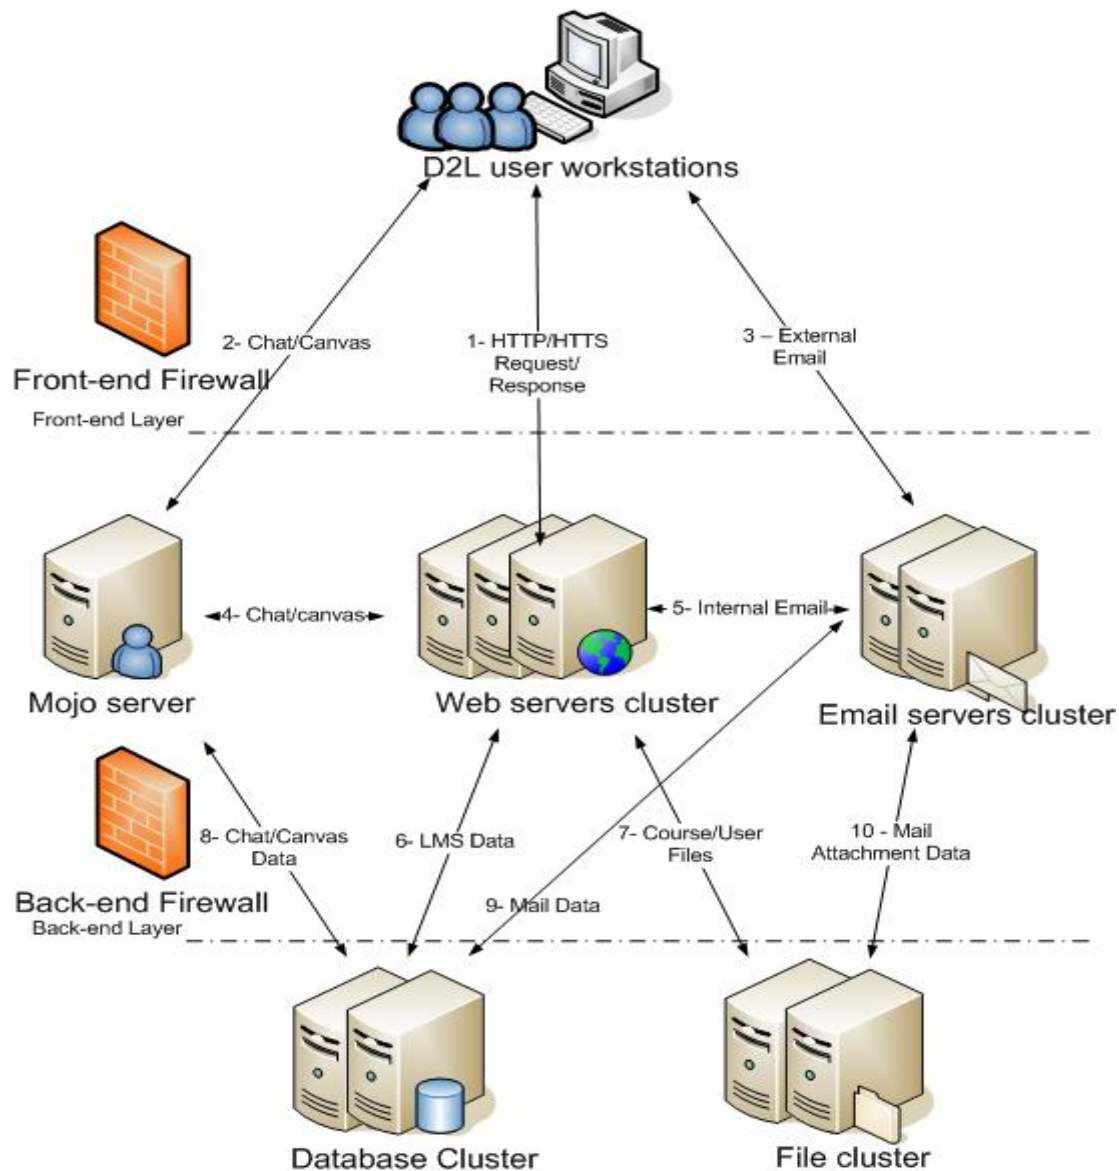 D2L user workstations
2- Chat/Canvas
1- HTTP/HTTS
Request/
Response
3 – External
Email
Front-end Firewall
Front-end Layer
4- Chat/canvas
5- Internal Email
Mojo server
Web servers cluster
Email servers cluster
8- Chat/Canvas
Data
6- LMS Data
7- Course/User
Files
10 - Mail
Attachment Data
9- Mail Data
Back-end Firewall
Back-end Layer
Database Cluster
File cluster